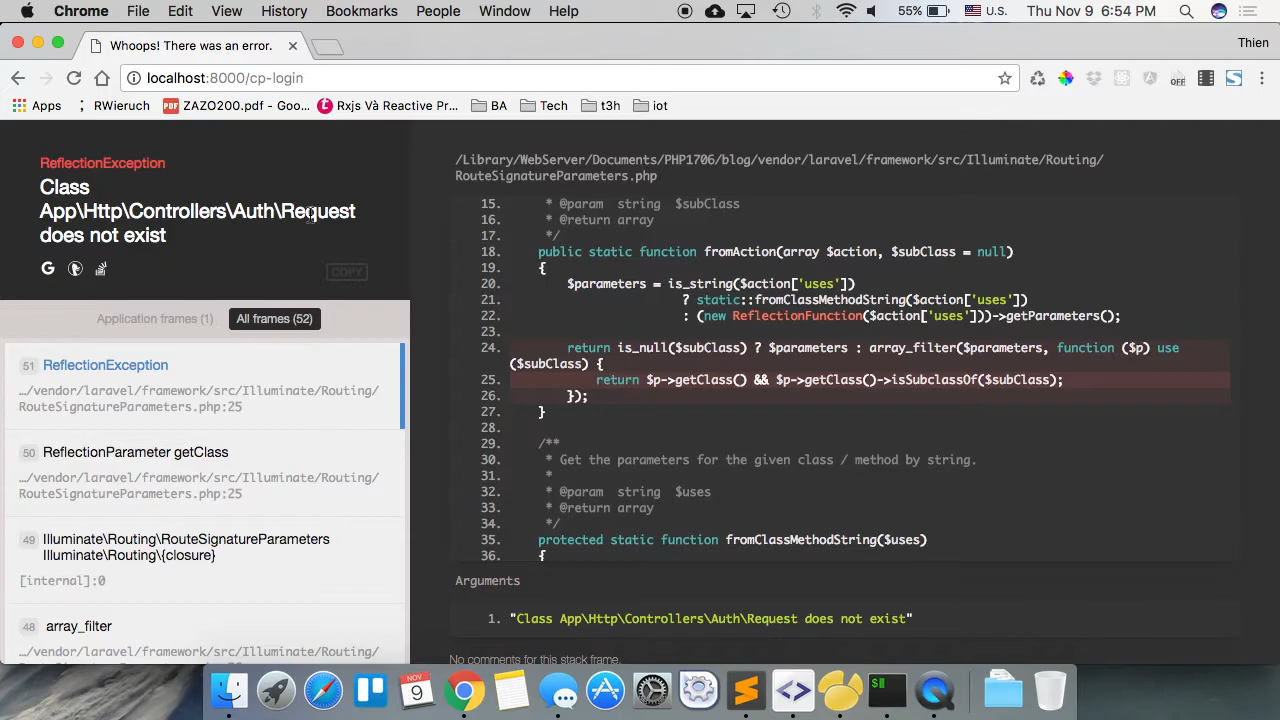 Chrome File Edit View History Bookmarks People Window Help 55% U.S. Thu Nov 9 6:54 PM
Whoops! There was an error. Thien
localhost:8000/cp-login
Apps RWieruch ZAZO200.pdf - Goo... Rxjs Và Reactive Pr... BA Tech t3h iot
ReflectionException
Class
App\Http\Controllers\Auth\Request
does not exist
COPY
Application frames (1) All frames (52)
51 ReflectionException
…/vendor/laravel/framework/src/Illuminate/Routing/
RouteSignatureParameters.php:25
50 ReflectionParameter getClass
…/vendor/laravel/framework/src/Illuminate/Routing/
RouteSignatureParameters.php:25
49 Illuminate\Routing\RouteSignatureParameters
Illuminate\Routing\{closure}
[internal]:0
48 array_filter
…/vendor/laravel/framework/src/Illuminate/Routing/
/Library/WebServer/Documents/PHP1706/blog/vendor/laravel/framework/src/Illuminate/Routing/
RouteSignatureParameters.php
15. * @param string $subClass
16. * @return array
17. */
18. public static function fromAction(array $action, $subClass = null)
19. {
20. $parameters = is_string($action['uses'])
21. ? static::fromClassMethodString($action['uses'])
22. : (new ReflectionFunction($action['uses']))->getParameters();
23.
24. return is_null($subClass) ? $parameters : array_filter($parameters, function ($p) use
($subClass) {
25. return $p->getClass() && $p->getClass()->isSubclassOf($subClass);
26. });
27. }
28.
29. /**
30. * Get the parameters for the given class / method by string.
31. *
32. * @param string $uses
33. * @return array
34. */
35. protected static function fromClassMethodString($uses)
36. {
Arguments
1. "Class App\Http\Controllers\Auth\Request does not exist"
No comments for this stack frame.
NOV
9